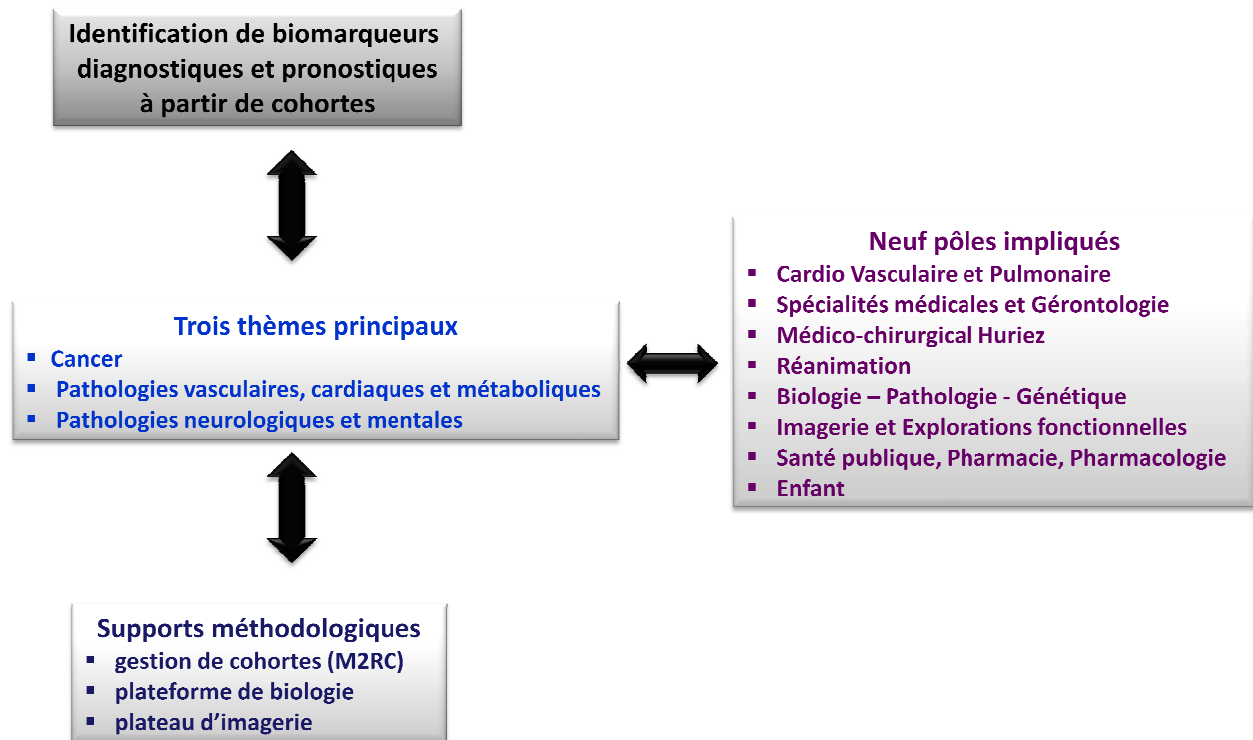 Identification de biomarqueurs
diagnostiques et pronostiques
à partir de cohortes
Trois thèmes principaux
▪ Cancer
▪ Pathologies vasculaires, cardiaques et métaboliques
▪ Pathologies neurologiques et mentales
Neuf pôles impliqués
▪ Cardio Vasculaire et Pulmonaire
▪ Spécialités médicales et Gérontologie
▪ Médico-chirurgical Huriez
▪ Réanimation
▪ Biologie – Pathologie - Génétique
▪ Imagerie et Explorations fonctionnelles
▪ Santé publique, Pharmacie, Pharmacologie
▪ Enfant
Supports méthodologiques
▪ gestion de cohortes (M2RC)
▪ plateforme de biologie
▪ plateau d’imagerie